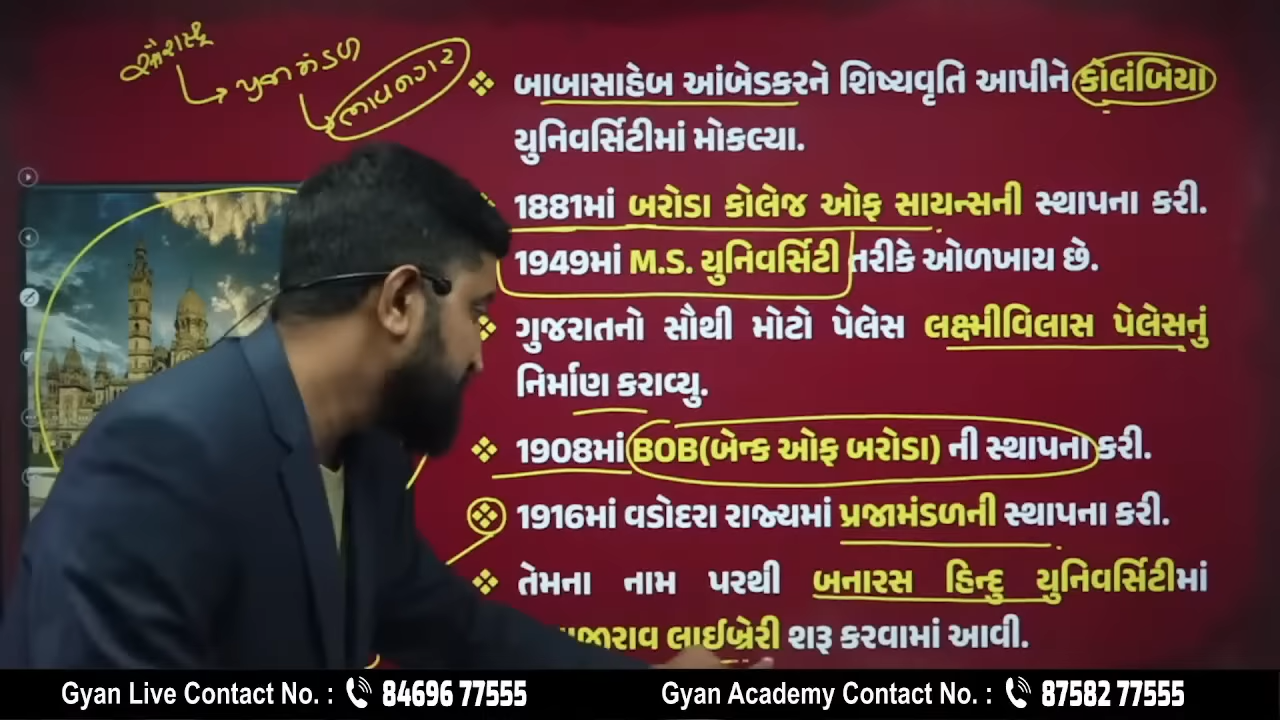 સૌરાષ્ટ્ર
પ્રજામંડળ
ભાવનગર
❖ બાબાસાહેબ આંબેડકરને શિષ્યવૃતિ આપીને કોલંબિયા
યુનિવર્સિટીમાં મોકલ્યા.
1881માં બરોડા કોલેજ ઓફ સાયન્સની સ્થાપના કરી.
1949માં M.S. યુનિવર્સિટી તરીકે ઓળખાય છે.
❖ ગુજરાતનો સૌથી મોટો પેલેસ લક્ષ્મીવિલાસ પેલેસનું
નિર્માણ કરાવ્યુ.
❖ 1908માં BOB(બેન્ક ઓફ બરોડા) ની સ્થાપના કરી.
❖ 1916માં વડોદરા રાજ્યમાં પ્રજામંડળની સ્થાપના કરી.
❖ તેમના નામ પરથી બનારસ હિન્દુ યુનિવર્સિટીમાં
લાઈબ્રેરી શરૂ કરવામાં આવી.
Gyan Live Contact No. : 84696 77555
Gyan Academy Contact No. : 87582 77555